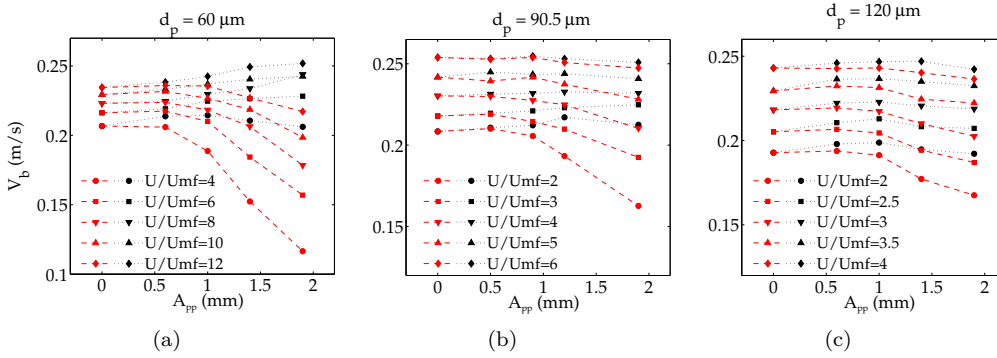 d_p = 60 µm
V_b (m/s)
0.25
0.2
0.15
0.1
U/Umf=4
U/Umf=6
U/Umf=8
U/Umf=10
U/Umf=12
0 0.5 1 1.5 2
A_PP (mm)
(a)
d_p = 90.5 µm
0.25
0.2
0.15
U/Umf=2
U/Umf=3
U/Umf=4
U/Umf=5
U/Umf=6
0 0.5 1 1.5 2
A_PP (mm)
(b)
d_p = 120 µm
0.25
0.2
0.15
U/Umf=2
U/Umf=2.5
U/Umf=3
U/Umf=3.5
U/Umf=4
0 0.5 1 1.5 2
A_PP (mm)
(c)